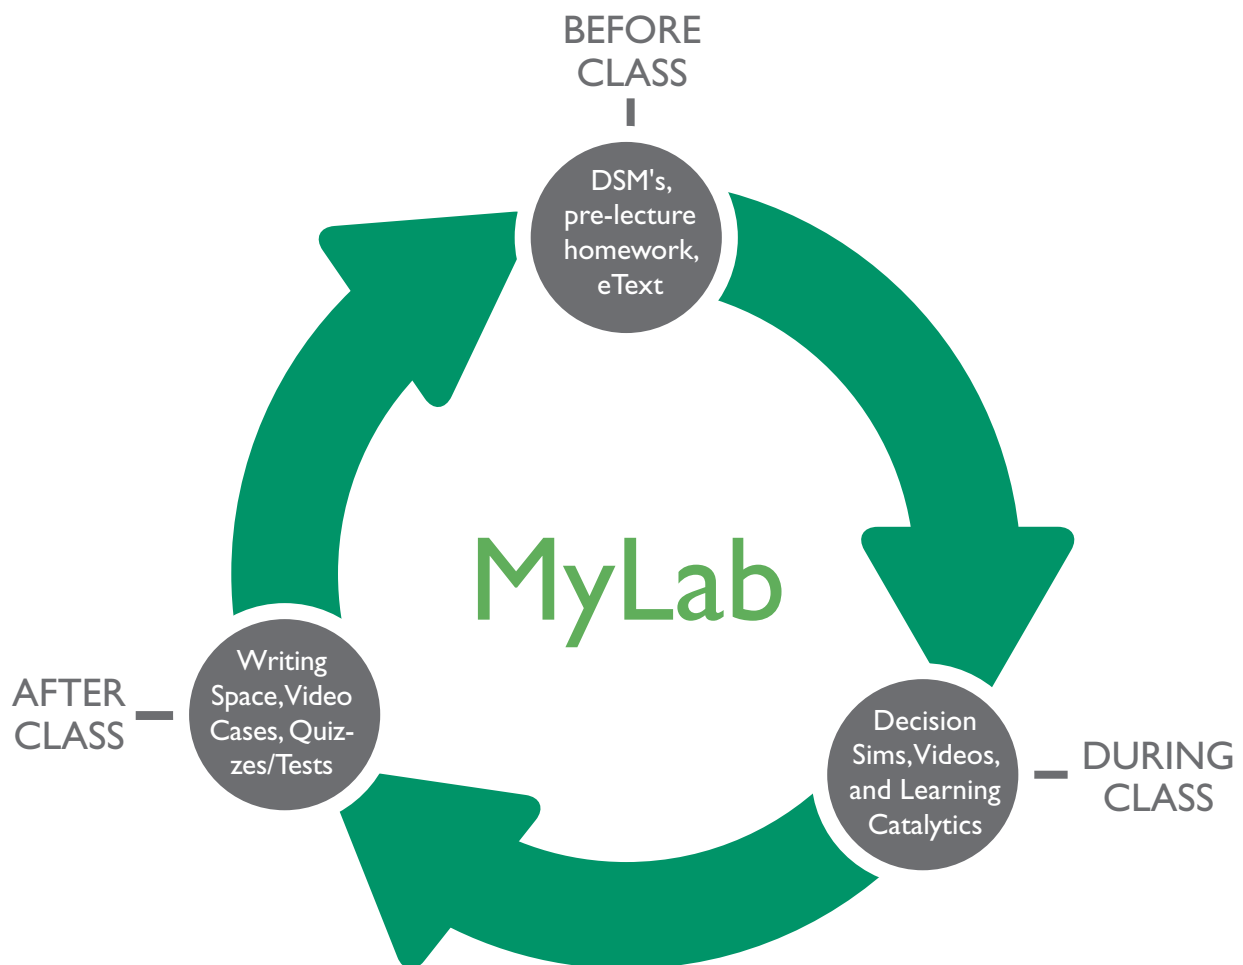 BEFORE
CLASS
DSM's,
pre-lecture
homework,
eText
MyLab
AFTER
CLASS
Writing
Space, Video
Cases, Quiz-
zes/Tests
Decision
Sims, Videos,
and Learning
Catalytics
DURING
CLASS